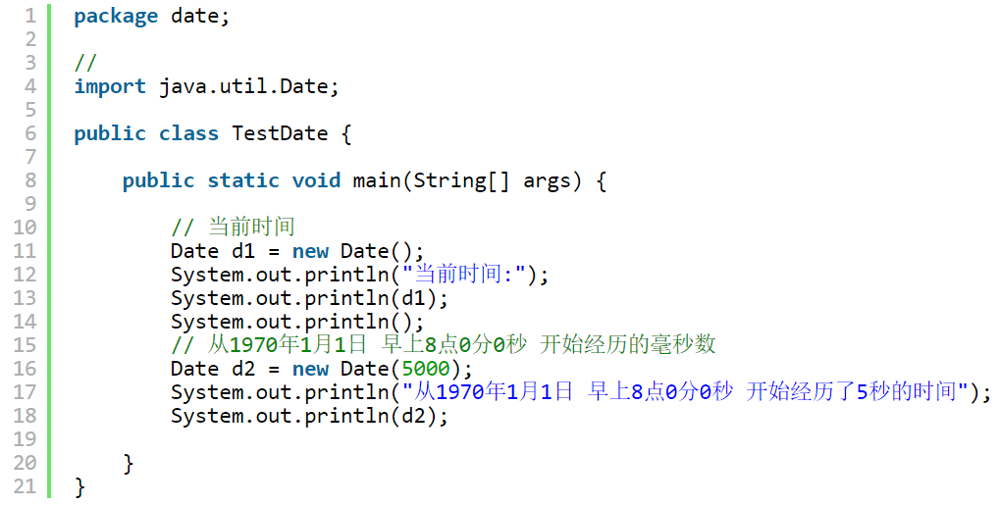 1 package date;
2
3 //
4 import java.util.Date;
5
6 public class TestDate {
7
8     public static void main(String[] args) {
9
10         // 当前时间
11         Date d1 = new Date();
12         System.out.println("当前时间:");
13         System.out.println(d1);
14         System.out.println();
15         // 从1970年1月1日 早上8点0分0秒 开始经历的毫秒数
16         Date d2 = new Date(5000);
17         System.out.println("从1970年1月1日 早上8点0分0秒 开始经历了5秒的时间");
18         System.out.println(d2);
19
20     }
21 }